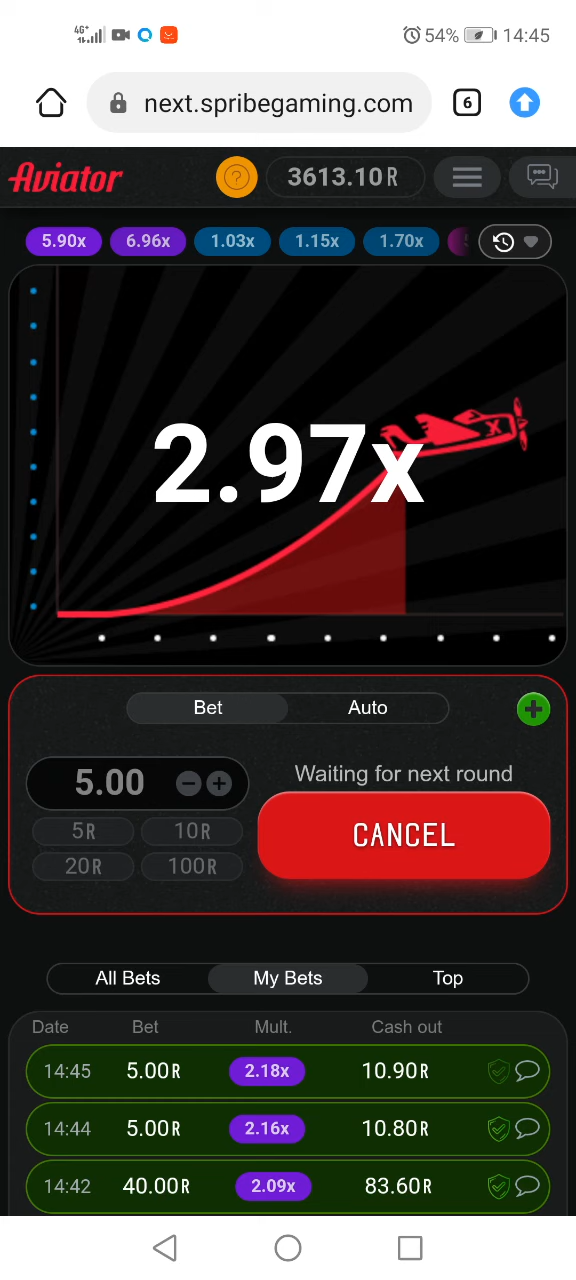 4G+ 54% 14:45
next.spribegaming.com 6
Aviator ? 3613.10R
5.90x 6.96x 1.03x 1.15x 1.70x
2.97x
X
Bet Auto
5.00
Waiting for next round
5R 10R
CANCEL
20R 100R
All Bets My Bets Top
Date Bet Mult. Cash out
14:45 5.00R 2.18x 10.90R
14:44 5.00R 2.16x 10.80R
14:42 40.00R 2.09x 83.60R